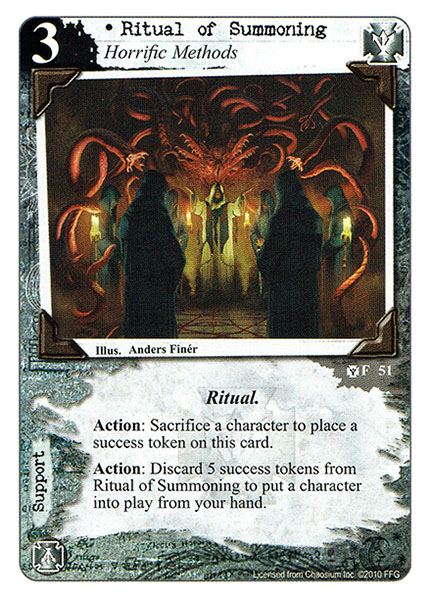 3
• Ritual of Summoning
Horrific Methods
Illus. Anders Finér
F 51
Ritual.
Action: Sacrifice a character to place a
success token on this card.
Action: Discard 5 success tokens from
Ritual of Summoning to put a character
into play from your hand.
Support
Licensed from Chaosium Inc. ©2010 FFG